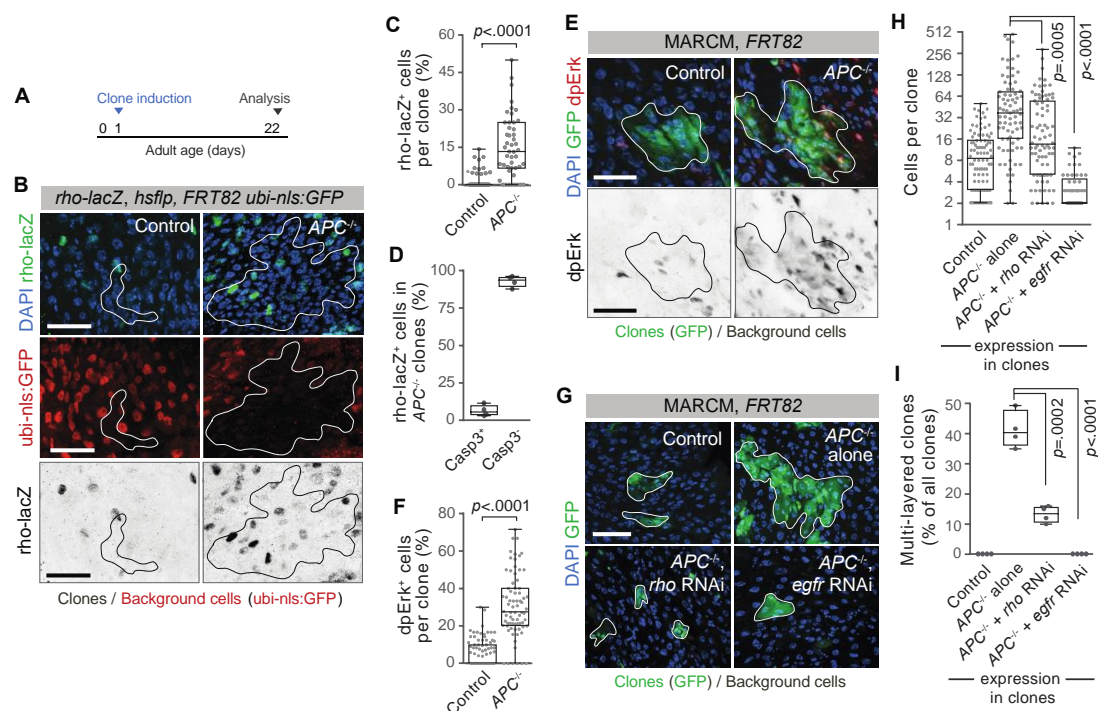 A
Clone induction
Analysis
0 1 22
Adult age (days)
B
rho-lacZ, hsflp, FRT82 ubi-nls:GFP
Control
APC-/-
DAPI rho-lacZ
ubi-nls:GFP
rho-lacZ
Clones / Background cells (ubi-nls:GFP)
C
p<.0001
rho-lacZ+ cells
per clone (%)
60
45
30
15
0
Control
APC-/-
D
rho-lacZ+ cells in
APC-/- clones (%)
100
50
0
Casp3+
Casp3-
F
p<.0001
dpErk+ cells
per clone (%)
80
60
40
20
0
Control
APC-/-
E
MARCM, FRT82
Control
APC-/-
DAPI GFP dpErk
dpErk
Clones (GFP) / Background cells
G
MARCM, FRT82
Control
APC-/-
alone
APC-/-,
rho RNAi
APC-/-,
egfr RNAi
DAPI GFP
Clones (GFP) / Background cells
H
p=.0005
p<.0001
Cells per clone
512
256
128
64
32
16
8
4
2
1
Control
APC-/- alone
APC-/- + rho RNAi
APC-/- + egfr RNAi
expression
in clones
I
p=.0002
p<.0001
Multi-layered clones
(% of all clones)
50
40
30
20
10
0
Control
APC-/- alone
APC-/- + rho RNAi
APC-/- + egfr RNAi
expression
in clones